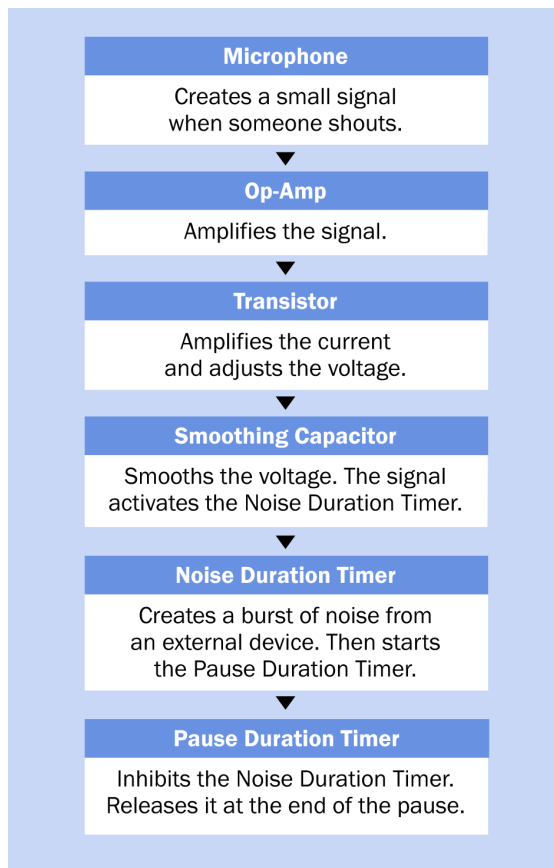 Microphone
Creates a small signal
when someone shouts.
Op-Amp
Amplifies the signal.
Transistor
Amplifies the current
and adjusts the voltage.
Smoothing Capacitor
Smooths the voltage. The signal
activates the Noise Duration Timer.
Noise Duration Timer
Creates a burst of noise from
an external device. Then starts
the Pause Duration Timer.
Pause Duration Timer
Inhibits the Noise Duration Timer.
Releases it at the end of the pause.